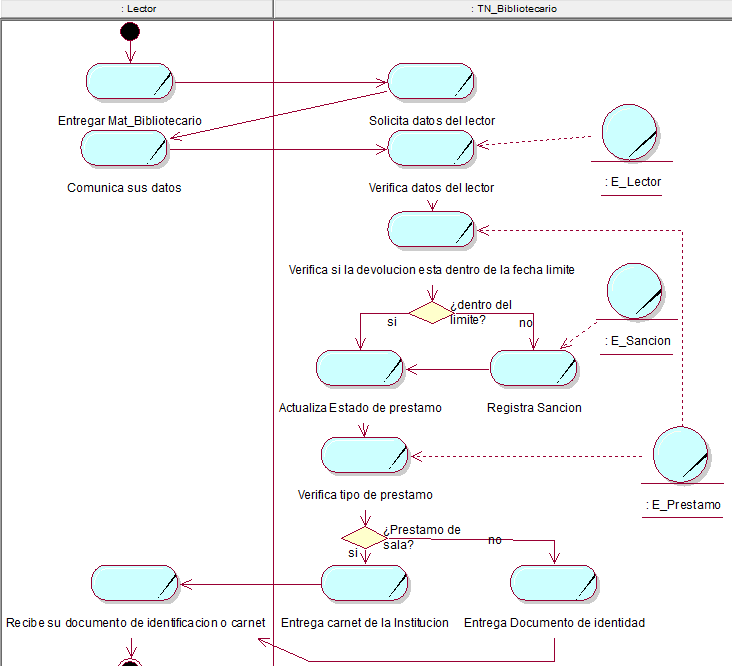 : Lector
: TN_Bibliotecario
Entregar Mat_Bibliotecario
Solicita datos del lector
Comunica sus datos
Verifica datos del lector
: E_Lector
Verifica si la devolucion esta dentro de la fecha limite
¿dentro del
limite?
si
no
: E_Sancion
Actualiza Estado de prestamo
Registra Sancion
Verifica tipo de prestamo
: E_Prestamo
¿Prestamo de
sala?
si
no
Recibe su documento de identificacion o carnet
Entrega carnet de la Institucion
Entrega Documento de identidad